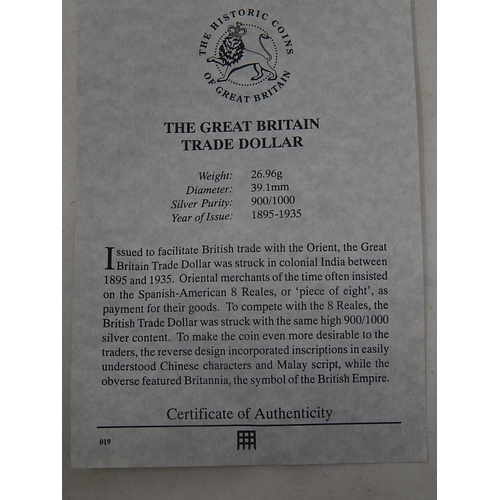 THE HISTORIC COINS
OF GREAT BRITAIN
THE GREAT BRITAIN
TRADE DOLLAR
Weight: 26.96g
Diameter: 39.1mm
Silver Purity: 900/1000
Year of Issue: 1895-1935
Issued to facilitate British trade with the Orient, the Great
Britain Trade Dollar was struck in colonial India between
1895 and 1935. Oriental merchants of the time often insisted
on the Spanish-American 8 Reales, or 'piece of eight', as
payment for their goods. To compete with the 8 Reales, the
British Trade Dollar was struck with the same high 900/1000
silver content. To make the coin even more desirable to the
traders, the reverse design incorporated inscriptions in easily
understood Chinese characters and Malay script, while the
obverse featured Britannia, the symbol of the British Empire.
Certificate of Authenticity
019